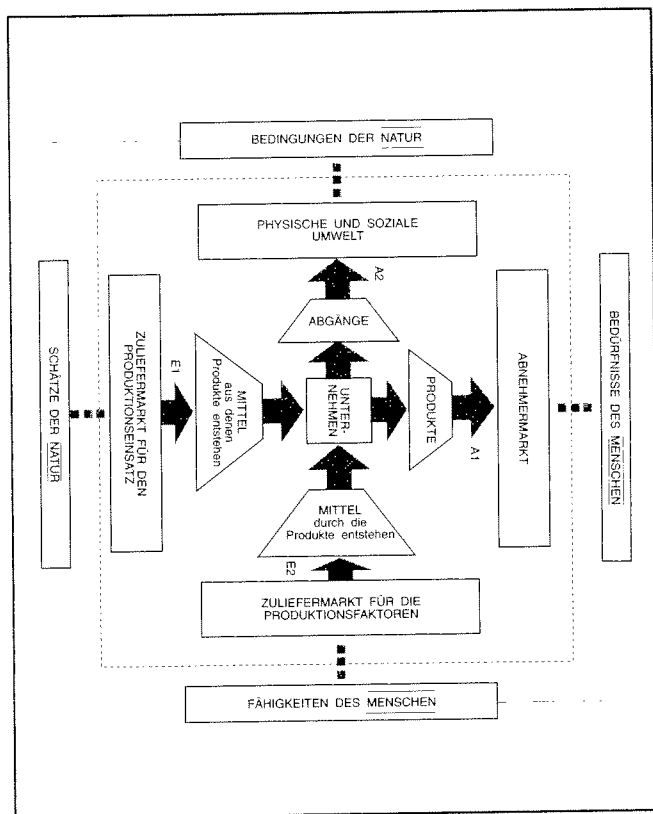 BEDINGUNGEN DER NATUR
PHYSISCHE UND SOZIALE
UMWELT
A2
ABGÄNGE
SCHÄTZE DER NATUR
ZULIEFERMARKT FÜR DEN
PRODUKTIONSEINSATZ
E1
MITTEL
aus denen
Produkte entstehen
UNTER-
NEHMEN
PRODUKTE
A1
ABNEHMERMARKT
BEDÜRFNISSE DES MENSCHEN
MITTEL
durch die
Produkte entstehen
E2
ZULIEFERMARKT FÜR DIE
PRODUKTIONSFAKTOREN
FÄHIGKEITEN DES MENSCHEN